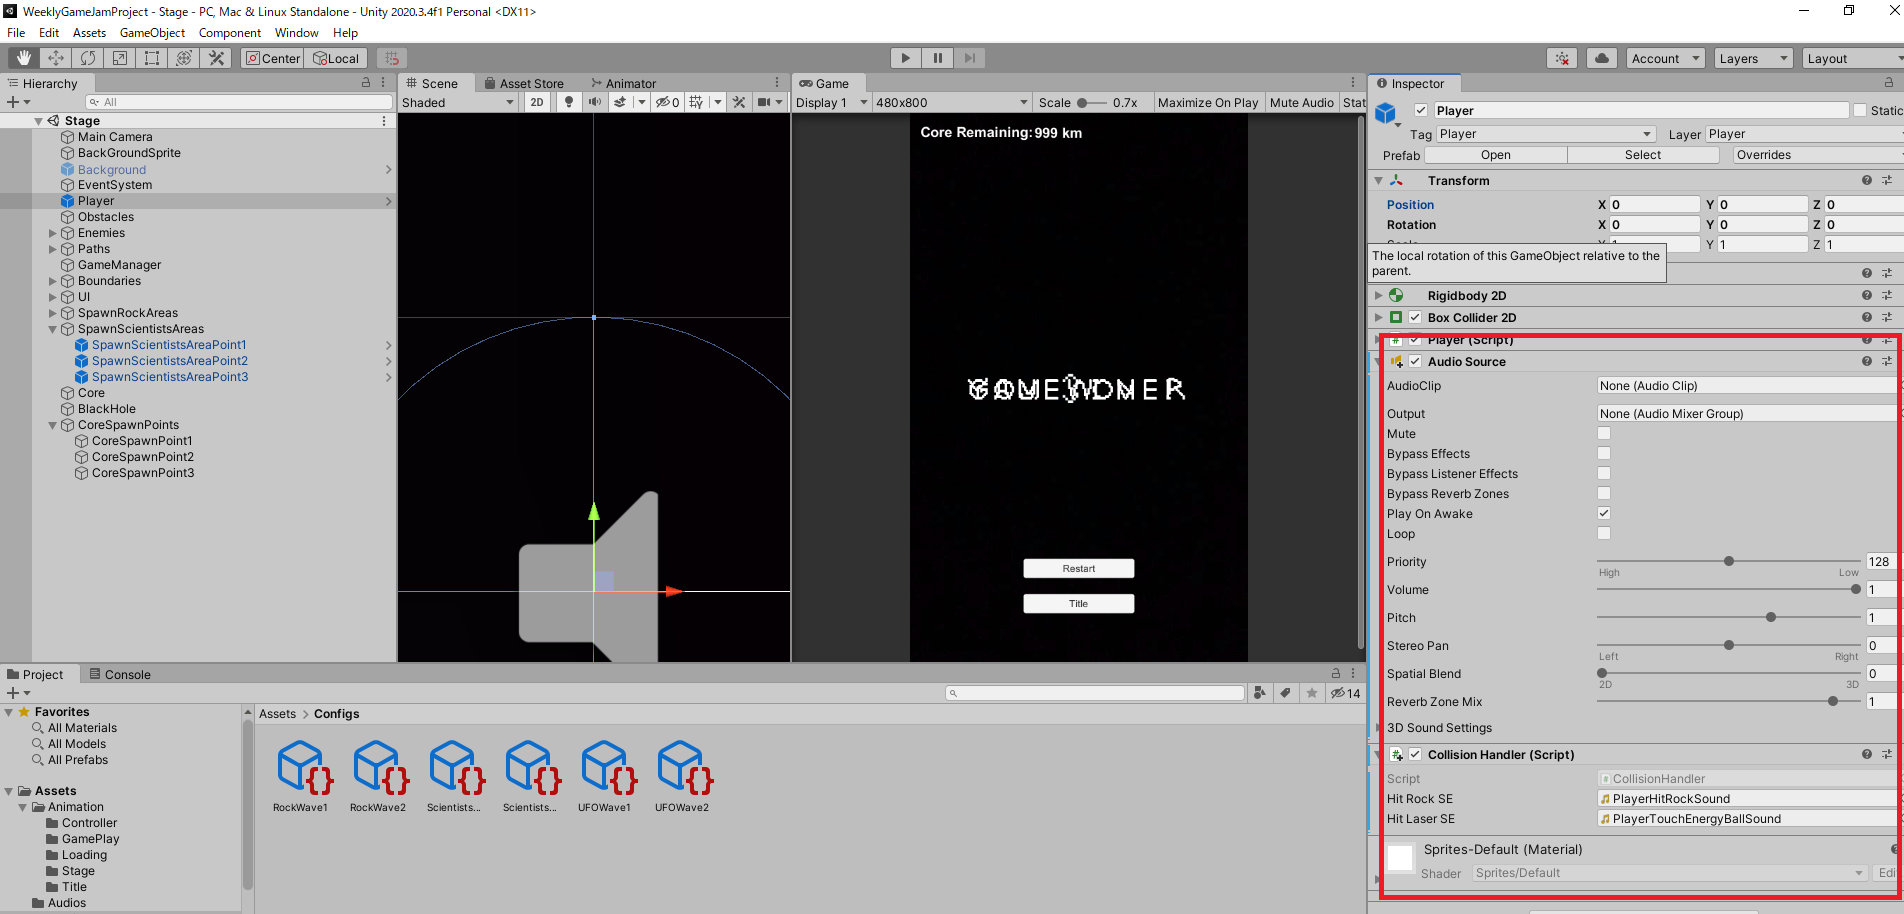 WeeklyGameJamProject - Stage - PC, Mac & Linux Standalone - Unity 2020.3.4f1 Personal <DX11>
File Edit Assets GameObject Component Window Help
Center Local Account Layers Layout
Hierarchy
All
Stage
Main Camera
BackGroundSprite
Background
EventSystem
Player
Obstacles
Enemies
Paths
GameManager
Boundaries
UI
SpawnRockAreas
SpawnScientistsAreas
SpawnScientistsAreaPoint1
SpawnScientistsAreaPoint2
SpawnScientistsAreaPoint3
Core
BlackHole
CoreSpawnPoints
CoreSpawnPoint1
CoreSpawnPoint2
CoreSpawnPoint3
Scene Asset Store Animator
Shaded 2D 0
Game
Display 1 480x800 Scale 0.7x Maximize On Play Mute Audio Stat
Core Remaining:999 km
Restart
Title
Inspector
Player Static
Tag Player Layer Player
Prefab Open Select Overrides
Transform
Position X 0 Y 0 Z 0
Rotation X 0 Y 0 Z 0
Y 1 Z 1
The local rotation of this GameObject relative to the
parent.
Rigidbody 2D
Box Collider 2D
Player (Script)
Audio Source
AudioClip None (Audio Clip)
Output None (Audio Mixer Group)
Mute
Bypass Effects
Bypass Listener Effects
Bypass Reverb Zones
Play On Awake
Loop
Priority 128
High Low
Volume 1
Pitch 1
Stereo Pan 0
Left Right
Spatial Blend 0
2D 3D
Reverb Zone Mix 1
3D Sound Settings
Collision Handler (Script)
Script CollisionHandler
Hit Rock SE PlayerHitRockSound
Hit Laser SE PlayerTouchEnergyBallSound
Sprites-Default (Material)
Shader Sprites/Default Edi
Project Console
14
Favorites
All Materials
All Models
All Prefabs
Assets
Animation
Controller
GamePlay
Loading
Stage
Title
Audios
Assets > Configs
RockWave1 RockWave2 Scientists... Scientists... UFOWave1 UFOWave2